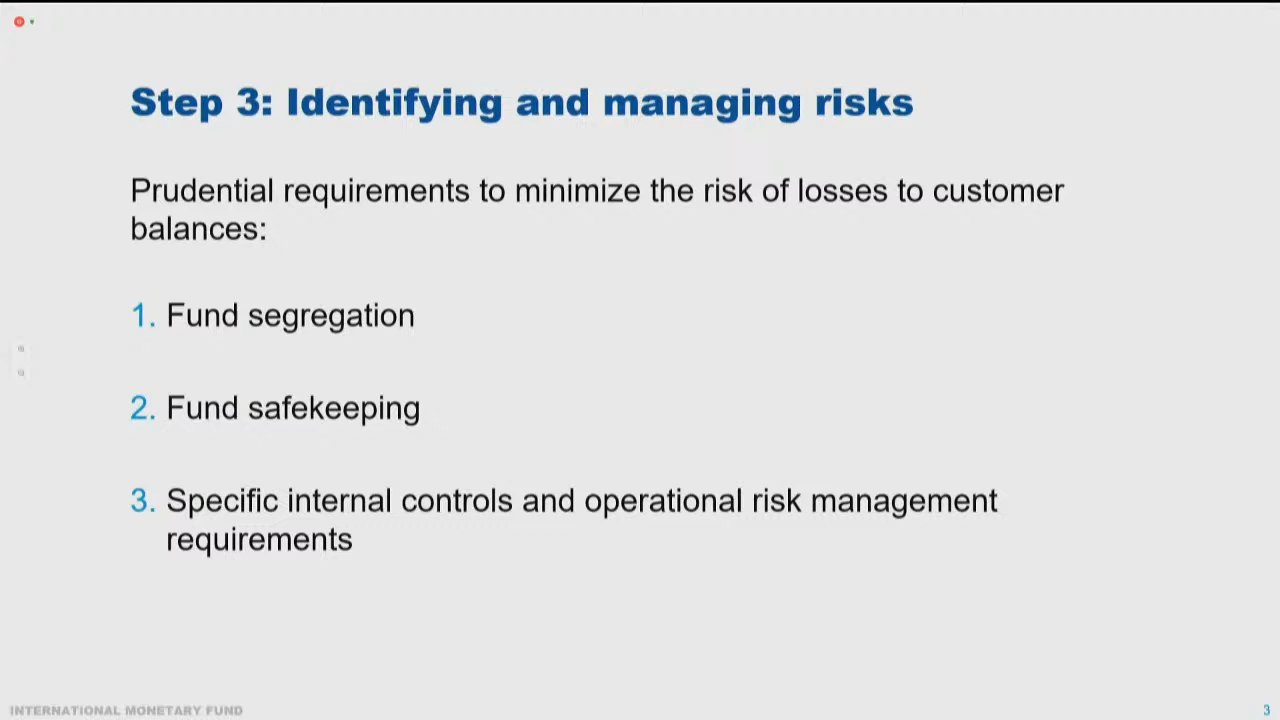 Step 3: Identifying and managing risks
Prudential requirements to minimize the risk of losses to customer
balances:
1. Fund segregation
2. Fund safekeeping
3. Specific internal controls and operational risk management
requirements
INTERNATIONAL MONETARY FUND
3